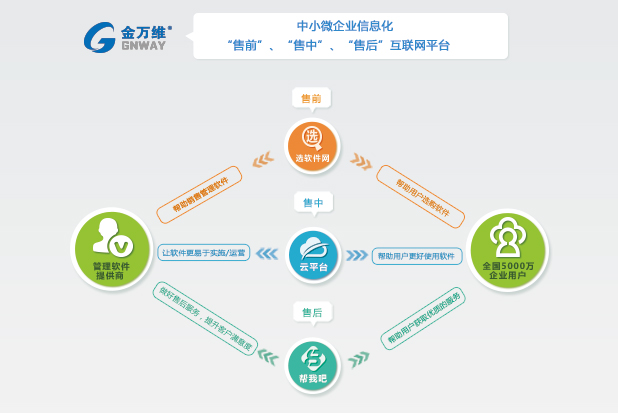 金万维®
GNWAY
中小微企业信息化
“售前”、“售中”、“售后”互联网平台
售前
选
选软件网
帮助销售管理软件
帮助用户选取软件
售中
管理软件
提供商
让软件更易于实施/运营
云平台
帮助用户更好使用软件
全国5000万
企业用户
做好售后服务，提升客户满意度
售后
帮助用户获取优质的服务
帮我吧